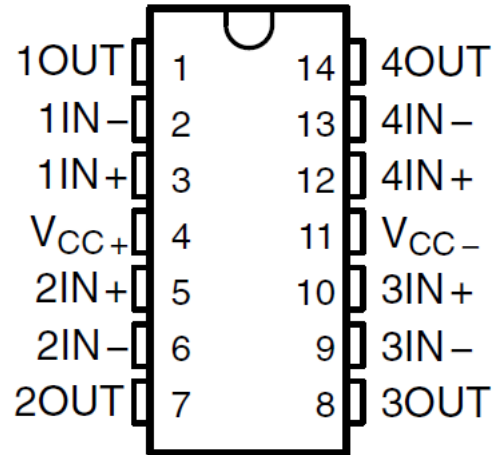 1OUT 1 14 4OUT
1IN− 2 13 4IN−
1IN+ 3 12 4IN+
VCC+ 4 11 VCC−
2IN+ 5 10 3IN+
2IN− 6 9 3IN−
2OUT 7 8 3OUT